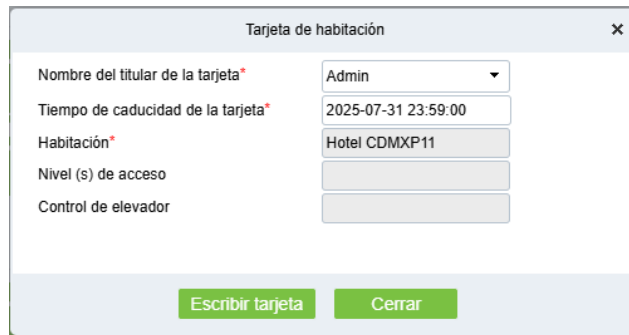 Tarjeta de habitación ×
Nombre del titular de la tarjeta* Admin
Tiempo de caducidad de la tarjeta* 2025-07-31 23:59:00
Habitación* Hotel CDMXP11
Nivel (s) de acceso
Control de elevador
Escribir tarjeta Cerrar